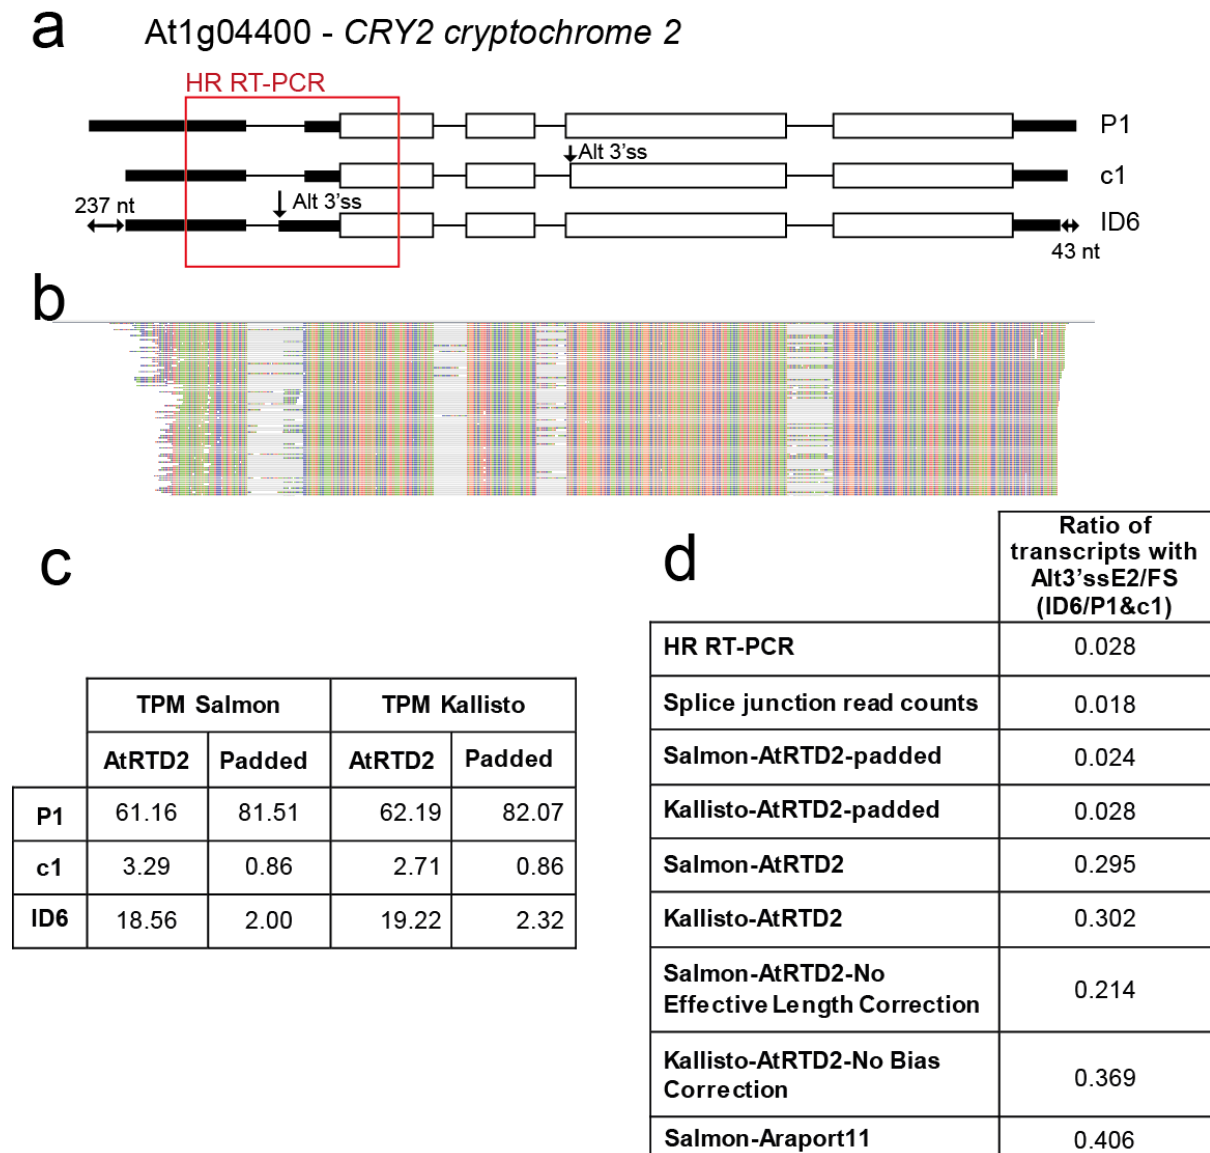 a
At1g04400 - CRY2 cryptochrome 2
HR RT-PCR
P1
Alt 3'ss
c1
237 nt
Alt 3'ss
ID6
43 nt
b
c
TPM Salmon
TPM Kallisto
AtRTD2
Padded
AtRTD2
Padded
P1
61.16
81.51
62.19
82.07
c1
3.29
0.86
2.71
0.86
ID6
18.56
2.00
19.22
2.32
d
Ratio of
transcripts with
Alt3'ssE2/FS
(ID6/P1&c1)
HR RT-PCR
0.028
Splice junction read counts
0.018
Salmon-AtRTD2-padded
0.024
Kallisto-AtRTD2-padded
0.028
Salmon-AtRTD2
0.295
Kallisto-AtRTD2
0.302
Salmon-AtRTD2-No
Effective Length Correction
0.214
Kallisto-AtRTD2-No Bias
Correction
0.369
Salmon-Araport11
0.406